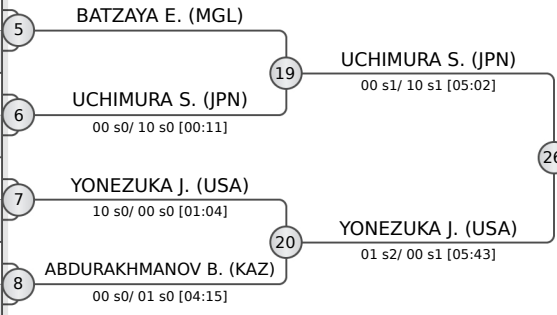 BATZAYA E. (MGL)
5
19
UCHIMURA S. (JPN)
00 s1/ 10 s1 [05:02]
UCHIMURA S. (JPN)
6
00 s0/ 10 s0 [00:11]
26
YONEZUKA J. (USA)
7
10 s0/ 00 s0 [01:04]
20
YONEZUKA J. (USA)
01 s2/ 00 s1 [05:43]
ABDURAKHMANOV B. (KAZ)
8
00 s0/ 01 s0 [04:15]